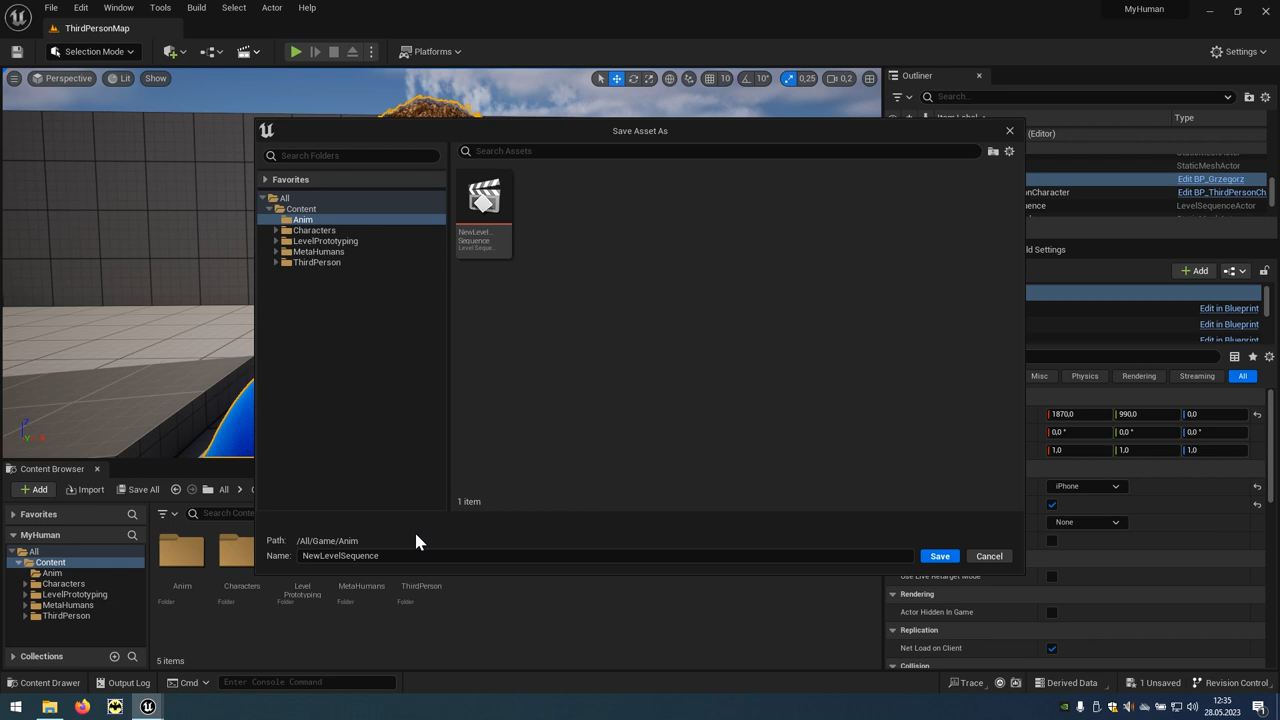 File Edit Window Tools Build Select Actor Help
MyHuman
ThirdPersonMap
Selection Mode
Platforms
Settings
Perspective Lit Show
10 10° 0,25 0,2
Outliner
Search...
Type
Save Asset As
Search Folders
Search Assets
(Editor)
Favorites
All
Content
Anim
Characters
LevelPrototyping
MetaHumans
ThirdPerson
NewLevel...
Sequence
Level Seque...
StaticMeshActor
Edit BP_Grzegorz
onCharacter Edit BP_ThirdPersonCh
uence LevelSequenceActor
ld Settings
Add
Edit in Blueprint
Edit in Blueprint
Edit in Blueprint
Misc Physics Rendering Streaming All
1870,0 990,0 0,0
0,0 ° 0,0 ° 0,0 °
1,0 1,0 1,0
iPhone
None
1 item
Path: /All/Game/Anim
Name: NewLevelSequence
Save Cancel
Content Browser
Add Import Save All All
Favorites
Search Conte
MyHuman
All
Content
Anim
Characters
LevelPrototyping
MetaHumans
ThirdPerson
Collections
Anim
Folder
Characters
Folder
Level
Prototyping
Folder
MetaHumans
Folder
ThirdPerson
Folder
5 items
Use Live Retarget Mode
Rendering
Actor Hidden In Game
Replication
Net Load on Client
Collision
Content Drawer Output Log Cmd Enter Console Command
Trace Derived Data 1 Unsaved Revision Control
12:35
28.05.2023